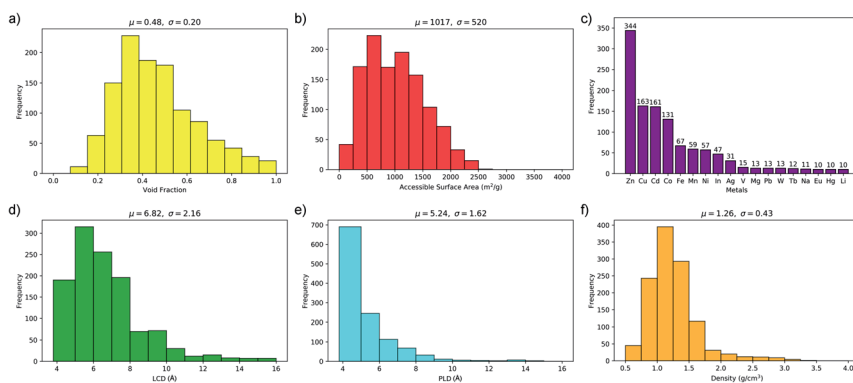 a)
μ = 0.48, σ = 0.20
Frequency
200
150
100
50
0
0.0 0.2 0.4 0.6 0.8 1.0
Void Fraction
b)
μ = 1017, σ = 520
Frequency
200
150
100
50
0
0 500 1000 1500 2000 2500 3000 3500 4000
Accessible Surface Area (m²/g)
c)
Frequency
350
300
250
200
150
100
50
0
344 163 161 131 67 59 57 47 31 15 13 13 13 12 11 10 10 10
Zn Cu Cd Co Fe Mn Ni In Ag V Mg Pb W Tb Na Eu Hg Li
Metals
d)
μ = 6.82, σ = 2.16
Frequency
300
250
200
150
100
50
0
4 6 8 10 12 14 16
LCD (Å)
e)
μ = 5.24, σ = 1.62
Frequency
700
600
500
400
300
200
100
0
4 6 8 10 12 14 16
PLD (Å)
f)
μ = 1.26, σ = 0.43
Frequency
400
350
300
250
200
150
100
50
0
0.5 1.0 1.5 2.0 2.5 3.0 3.5 4.0
Density (g/cm³)